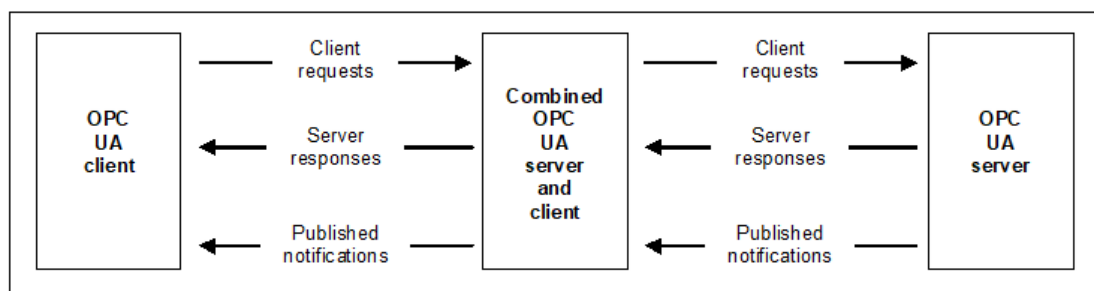 OPC
UA
client
Client
requests
Server
responses
Published
notifications
Combined
OPC
UA
server
and
client
Client
requests
Server
responses
Published
notifications
OPC
UA
server